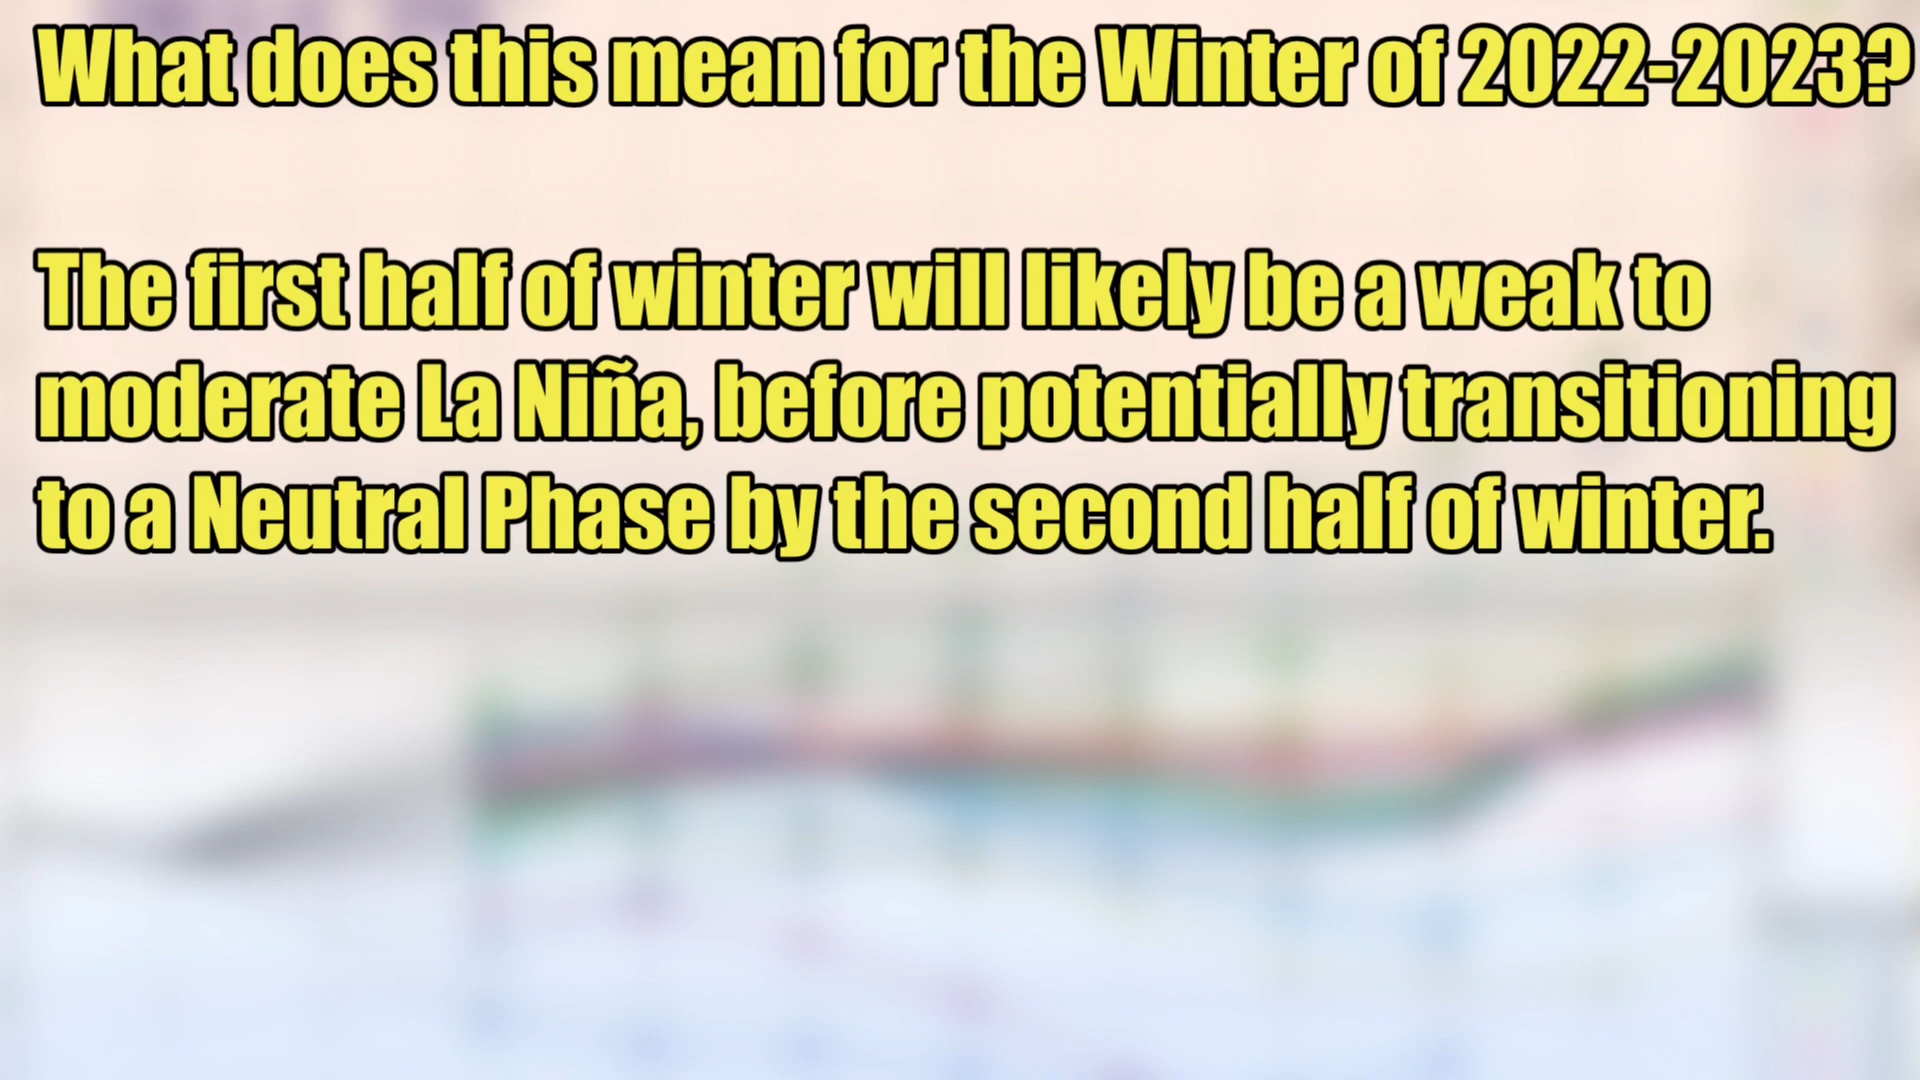 What does this mean for the Winter of 2022-2023?
The first half of winter will likely be a weak to
moderate La Niña, before potentially transitioning
to a Neutral Phase by the second half of winter.